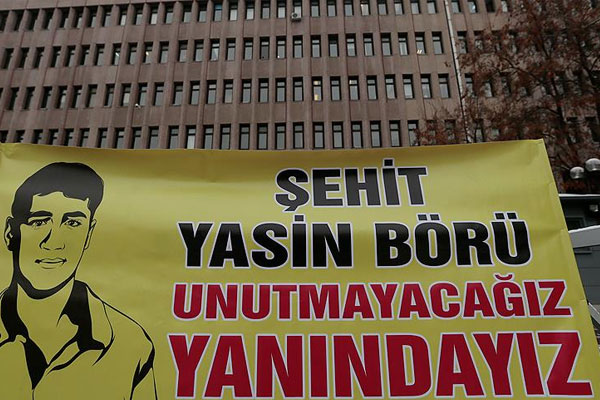 ŞEHİT
YASİN BÖRÜ
UNUTMAYACAĞIZ
YANINDAYIZ